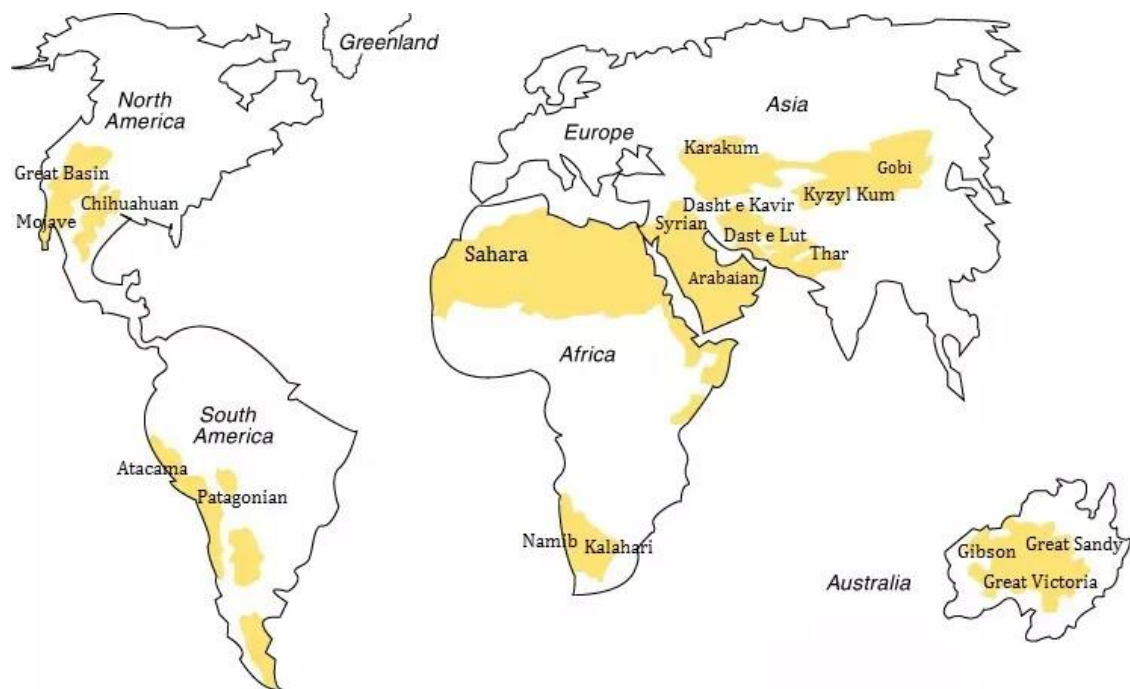 Greenland
North
America
Asia
Europe
Karakum
Gobi
Great Basin
Kyzyl Kum
Chihuahuan
Dasht e Kavir
Mojave
Syrian
Dast e Lut
Sahara
Thar
Arabaian
Africa
South
America
Atacama
Patagonian
Namib
Kalahari
Gibson
Great Sandy
Australia
Great Victoria